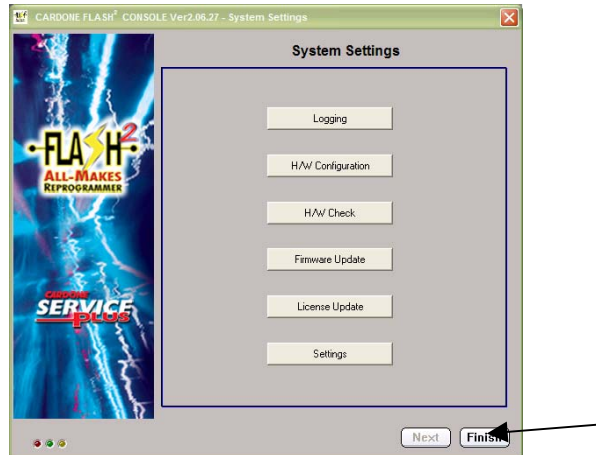 CARDONE FLASH² CONSOLE Ver2.06.27 - System Settings
System Settings
FLASH2
ALL-MAKES
REPROGRAMMER
CARDONE
SERVICE
PLUS
Logging
H/W Configuration
H/W Check
Firmware Update
License Update
Settings
Next
Finish